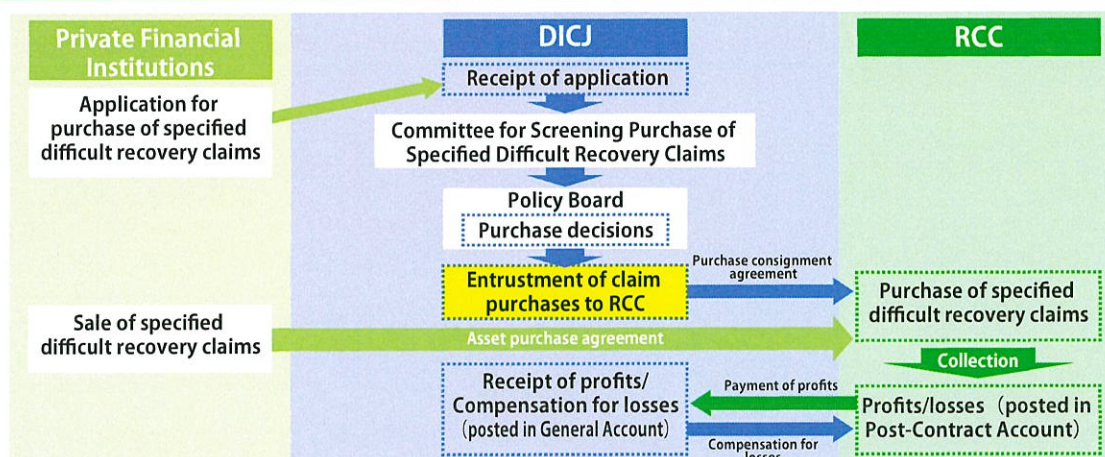 Private Financial
Institutions
Application for
purchase of specified
difficult recovery claims
Sale of specified
difficult recovery claims
DICJ
Receipt of application
Committee for Screening Purchase of
Specified Difficult Recovery Claims
Policy Board
Purchase decisions
Entrustment of claim
purchases to RCC
Purchase consignment
agreement
Asset purchase agreement
Receipt of profits/
Compensation for losses
(posted in General Account)
Payment of profits
Compensation for
losses
RCC
Purchase of specified
difficult recovery claims
Collection
Profits/losses (posted in
Post-Contract Account)